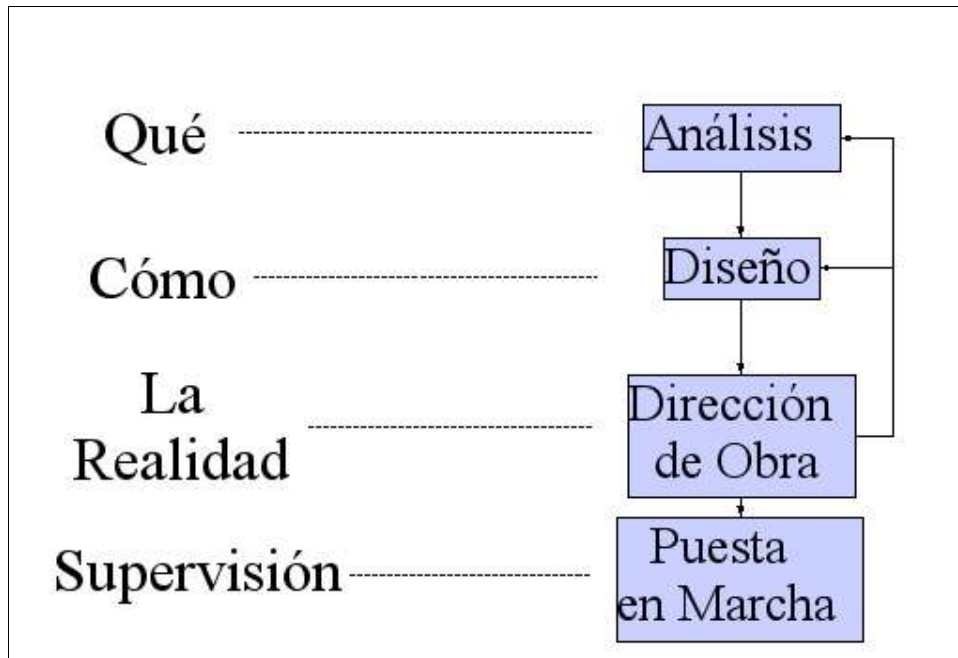 Qué
Análisis
Cómo
Diseño
La
Realidad
Dirección
de Obra
Supervisión
Puesta
en Marcha